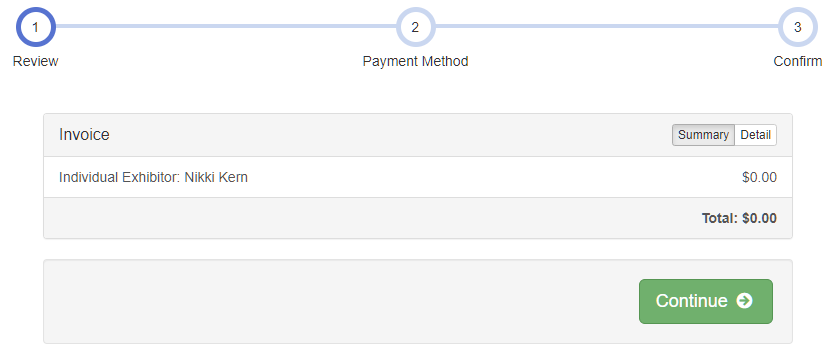 1 2 3
Review Payment Method Confirm
Invoice Summary Detail
Individual Exhibitor: Nikki Kern $0.00
Total: $0.00
Continue